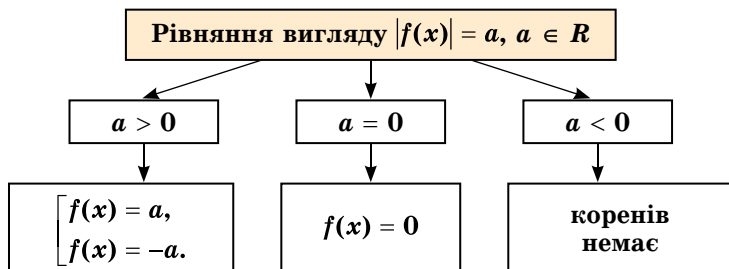 Рівняння вигляду |f(x)| = a, a ∈ R
a > 0
a = 0
a < 0
f(x) = a,
f(x) = −a.
f(x) = 0
коренів
немає